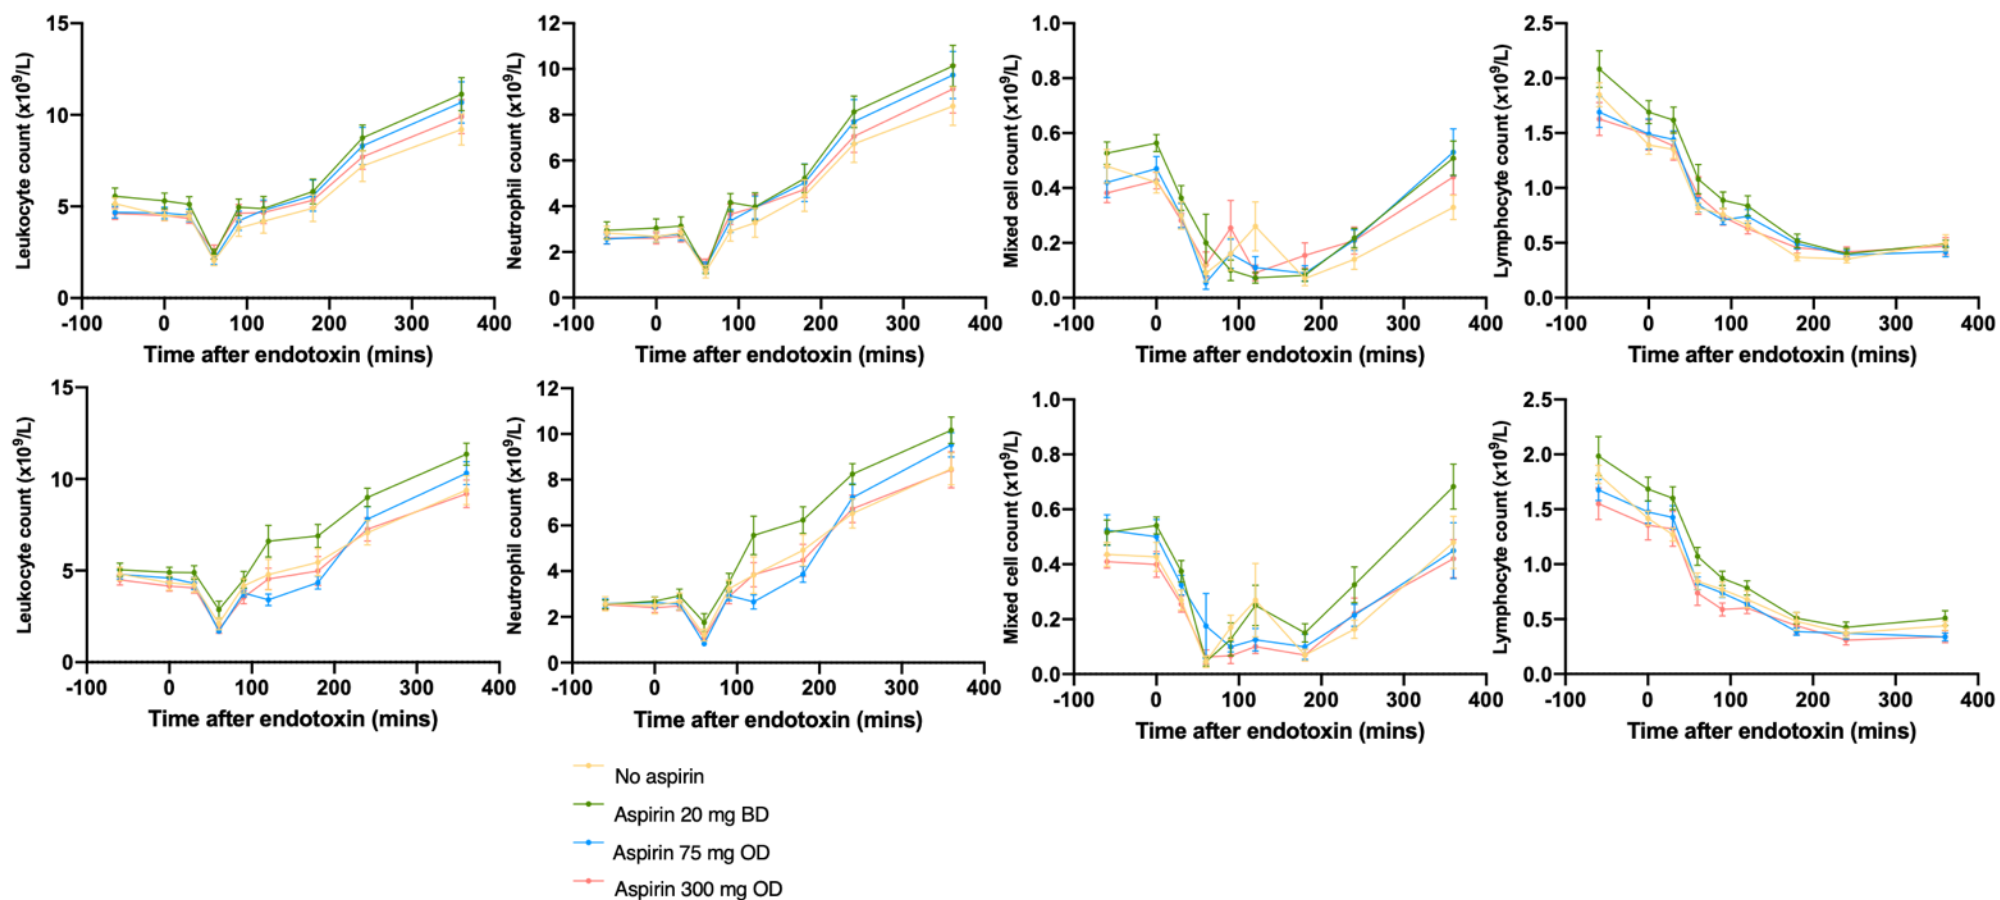 Leukocyte count (x10⁹/L)
15
10
5
0
-100 0 100 200 300 400
Time after endotoxin (mins)
Neutrophil count (x10⁹/L)
12
10
8
6
4
2
0
-100 0 100 200 300 400
Time after endotoxin (mins)
Mixed cell count (x10⁹/L)
1.0
0.8
0.6
0.4
0.2
0.0
-100 0 100 200 300 400
Time after endotoxin (mins)
Lymphocyte count (x10⁹/L)
2.5
2.0
1.5
1.0
0.5
0.0
-100 0 100 200 300 400
Time after endotoxin (mins)
Leukocyte count (x10⁹/L)
15
10
5
0
-100 0 100 200 300 400
Time after endotoxin (mins)
Neutrophil count (x10⁹/L)
12
10
8
6
4
2
0
-100 0 100 200 300 400
Time after endotoxin (mins)
Mixed cell count (x10⁹/L)
1.0
0.8
0.6
0.4
0.2
0.0
-100 0 100 200 300 400
Time after endotoxin (mins)
Lymphocyte count (x10⁹/L)
2.5
2.0
1.5
1.0
0.5
0.0
-100 0 100 200 300 400
Time after endotoxin (mins)
No aspirin
Aspirin 20 mg BD
Aspirin 75 mg OD
Aspirin 300 mg OD